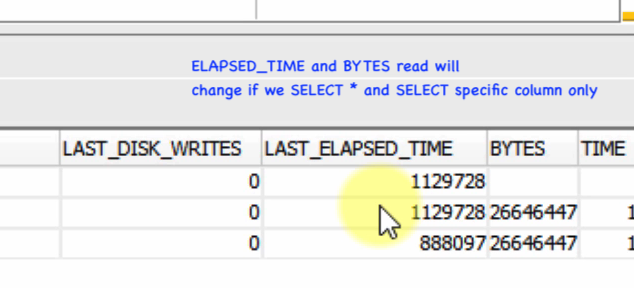 ELAPSED_TIME and BYTES read will
change if we SELECT * and SELECT specific column only
LAST_DISK_WRITES LAST_ELAPSED_TIME BYTES TIME
0 1129728
0 1129728 26646447 1
0 888097 26646447 1